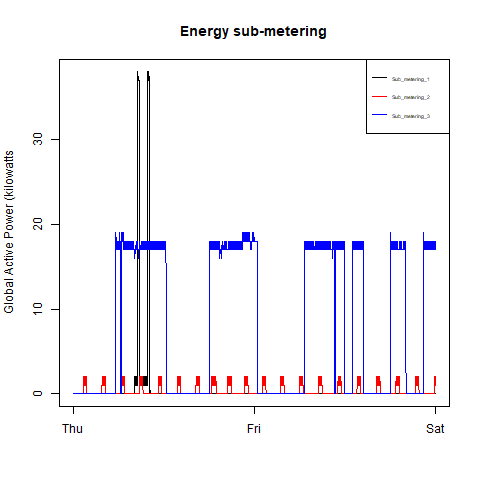 Energy sub-metering
Sub_metering_1
Sub_metering_2
Sub_metering_3
Global Active Power (kilowatts
30
20
10
0
Thu Fri Sat